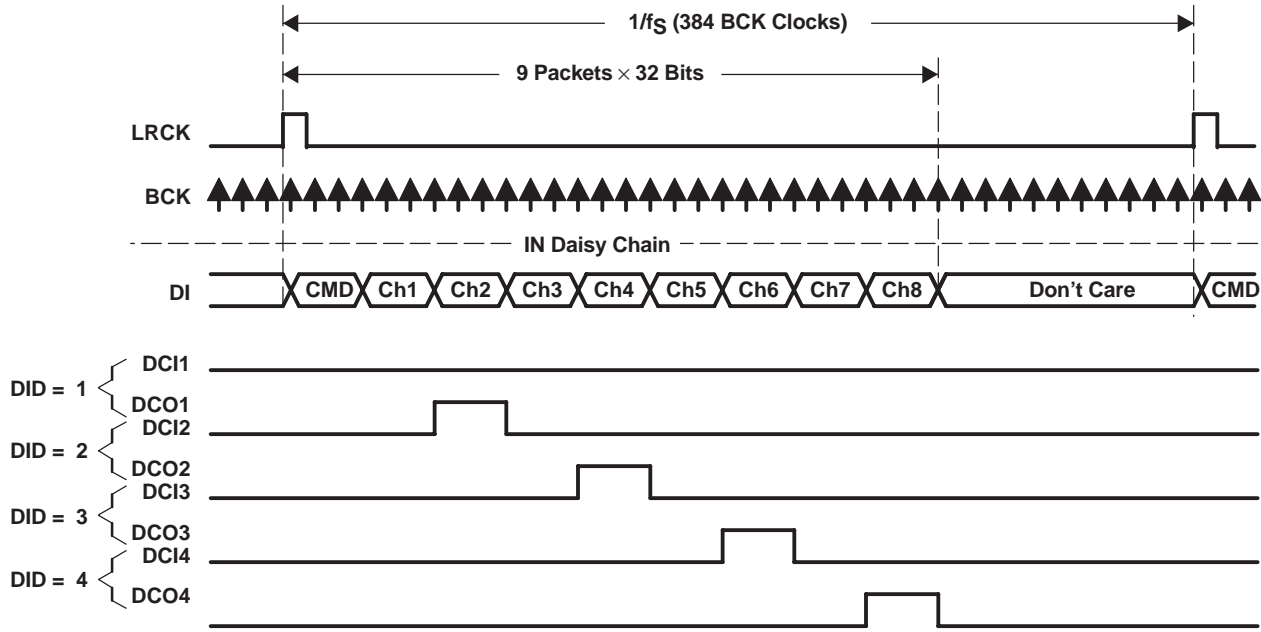 1/fS (384 BCK Clocks)
9 Packets × 32 Bits
LRCK
BCK
IN Daisy Chain
DI CMD Ch1 Ch2 Ch3 Ch4 Ch5 Ch6 Ch7 Ch8 Don't Care CMD
DCI1
DID = 1
DCO1
DCI2
DID = 2
DCO2
DCI3
DID = 3
DCO3
DCI4
DID = 4
DCO4